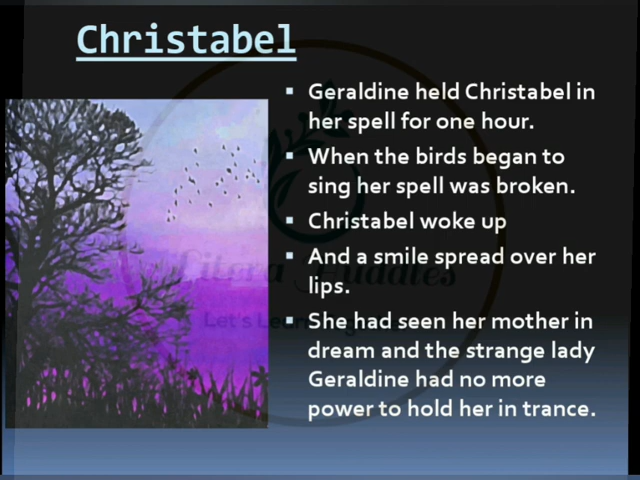 Christabel
▪ Geraldine held Christabel in
her spell for one hour.
▪ When the birds began to
sing her spell was broken.
▪ Christabel woke up
▪ And a smile spread over her
lips.
▪ She had seen her mother in
dream and the strange lady
Geraldine had no more
power to hold her in trance.